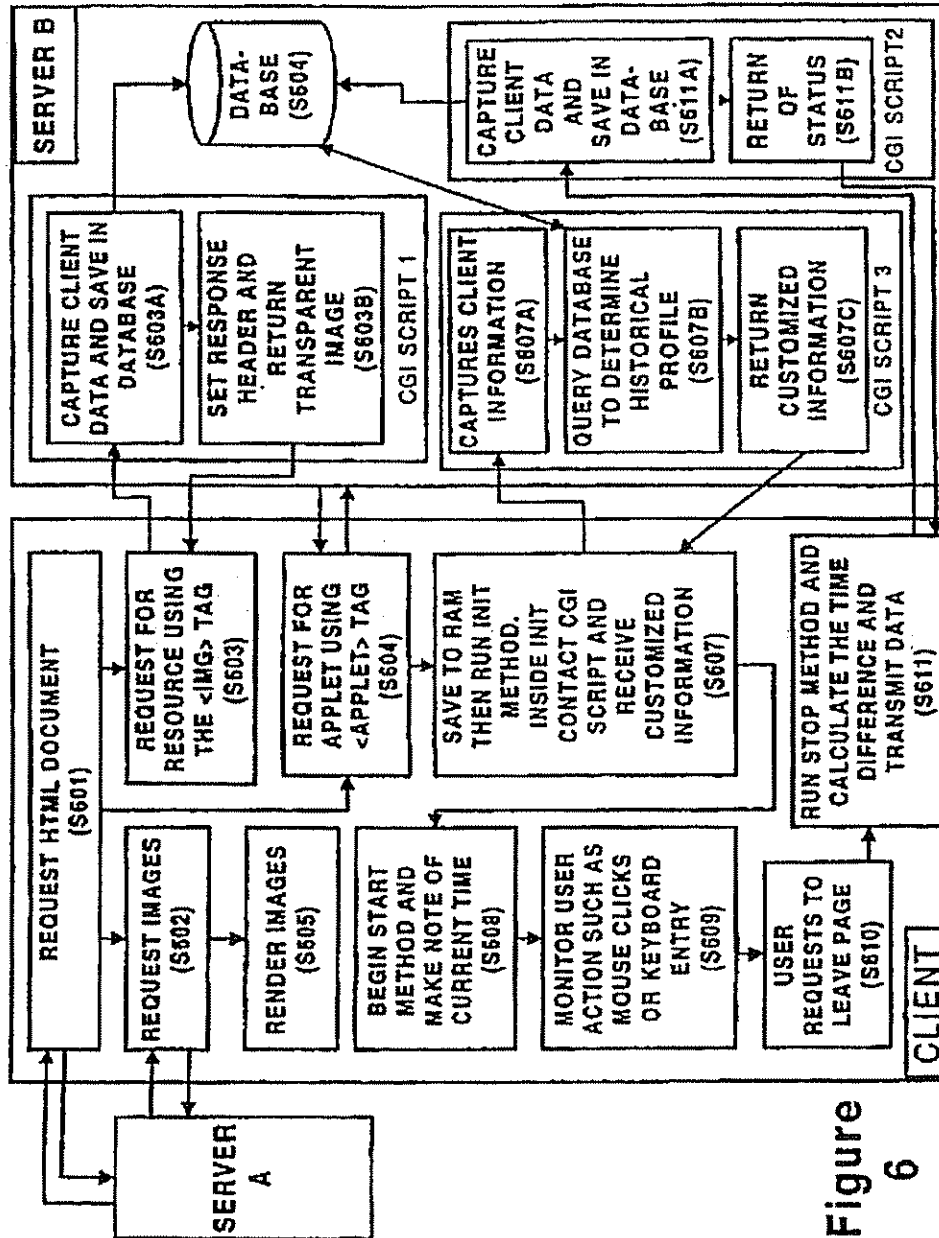 SERVER
A
REQUEST HTML DOCUMENT
(S601)
REQUEST IMAGES
(S602)
REQUEST FOR
RESOURCE USING
THE <IMG> TAG
(S603)
RENDER IMAGES
(S605)
REQUEST FOR
APPLET USING
<APPLET> TAG
(S604)
BEGIN START
METHOD AND
MAKE NOTE OF
CURRENT TIME
(S608)
SAVE TO RAM
THEN RUN INIT
METHOD.
INSIDE INIT
CONTACT CGI
SCRIPT AND
RECEIVE
CUSTOMIZED
INFORMATION
(S607)
MONITOR USER
ACTION SUCH AS
MOUSE CLICKS
OR KEYBOARD
ENTRY
(S609)
USER
REQUESTS TO
LEAVE PAGE
(S610)
RUN STOP METHOD AND
CALCULATE THE TIME
DIFFERENCE AND
TRANSMIT DATA
(S611)
CLIENT
SERVER B
CAPTURE CLIENT
DATA AND SAVE IN
DATABASE
(S603A)
SET RESPONSE
HEADER AND
RETURN
TRANSPARENT
IMAGE
(S603B)
CGI SCRIPT 1
DATA-
BASE
(S604)
CAPTURES CLIENT
INFORMATION
(S607A)
QUERY DATABASE
TO DETERMINE
HISTORICAL
PROFILE
(S607B)
RETURN
CUSTOMIZED
INFORMATION
(S607C)
CGI SCRIPT 3
CAPTURE
CLIENT
DATA
AND
SAVE IN
DATA-
BASE
(S611A)
RETURN
OF
STATUS
(S611B)
CGI SCRIPT2
Figure
6